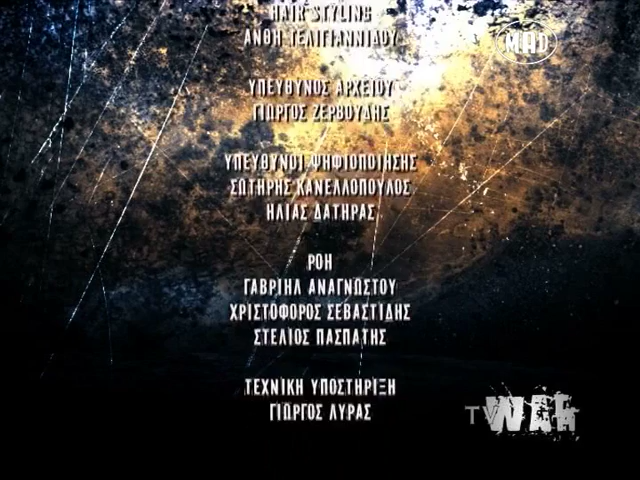 HAIR STYLING
ΑΝΘΗ ΤΕΛΙΓΙΑΝΝΙΔΟΥ
MAD
ΥΠΕΥΘΥΝΟΣ ΑΡΧΕΙΟΥ
ΓΙΩΡΓΟΣ ΖΕΡΒΟΥΔΗΣ
ΥΠΕΥΘΥΝΟΙ ΨΗΦΙΟΠΟΙΗΣΗΣ
ΣΩΤΗΡΗΣ ΚΑΝΕΛΛΟΠΟΥΛΟΣ
ΗΛΙΑΣ ΔΑΤΗΡΑΣ
ΡΟΗ
ΓΑΒΡΙΗΛ ΑΝΑΓΝΩΣΤΟΥ
ΧΡΙΣΤΟΦΟΡΟΣ ΣΕΒΑΣΤΙΔΗΣ
ΣΤΕΛΙΟΣ ΠΑΣΠΑΤΗΣ
ΤΕΧΝΙΚΗ ΥΠΟΣΤΗΡΙΞΗ
ΓΙΩΡΓΟΣ ΛΥΡΑΣ
TV WAR